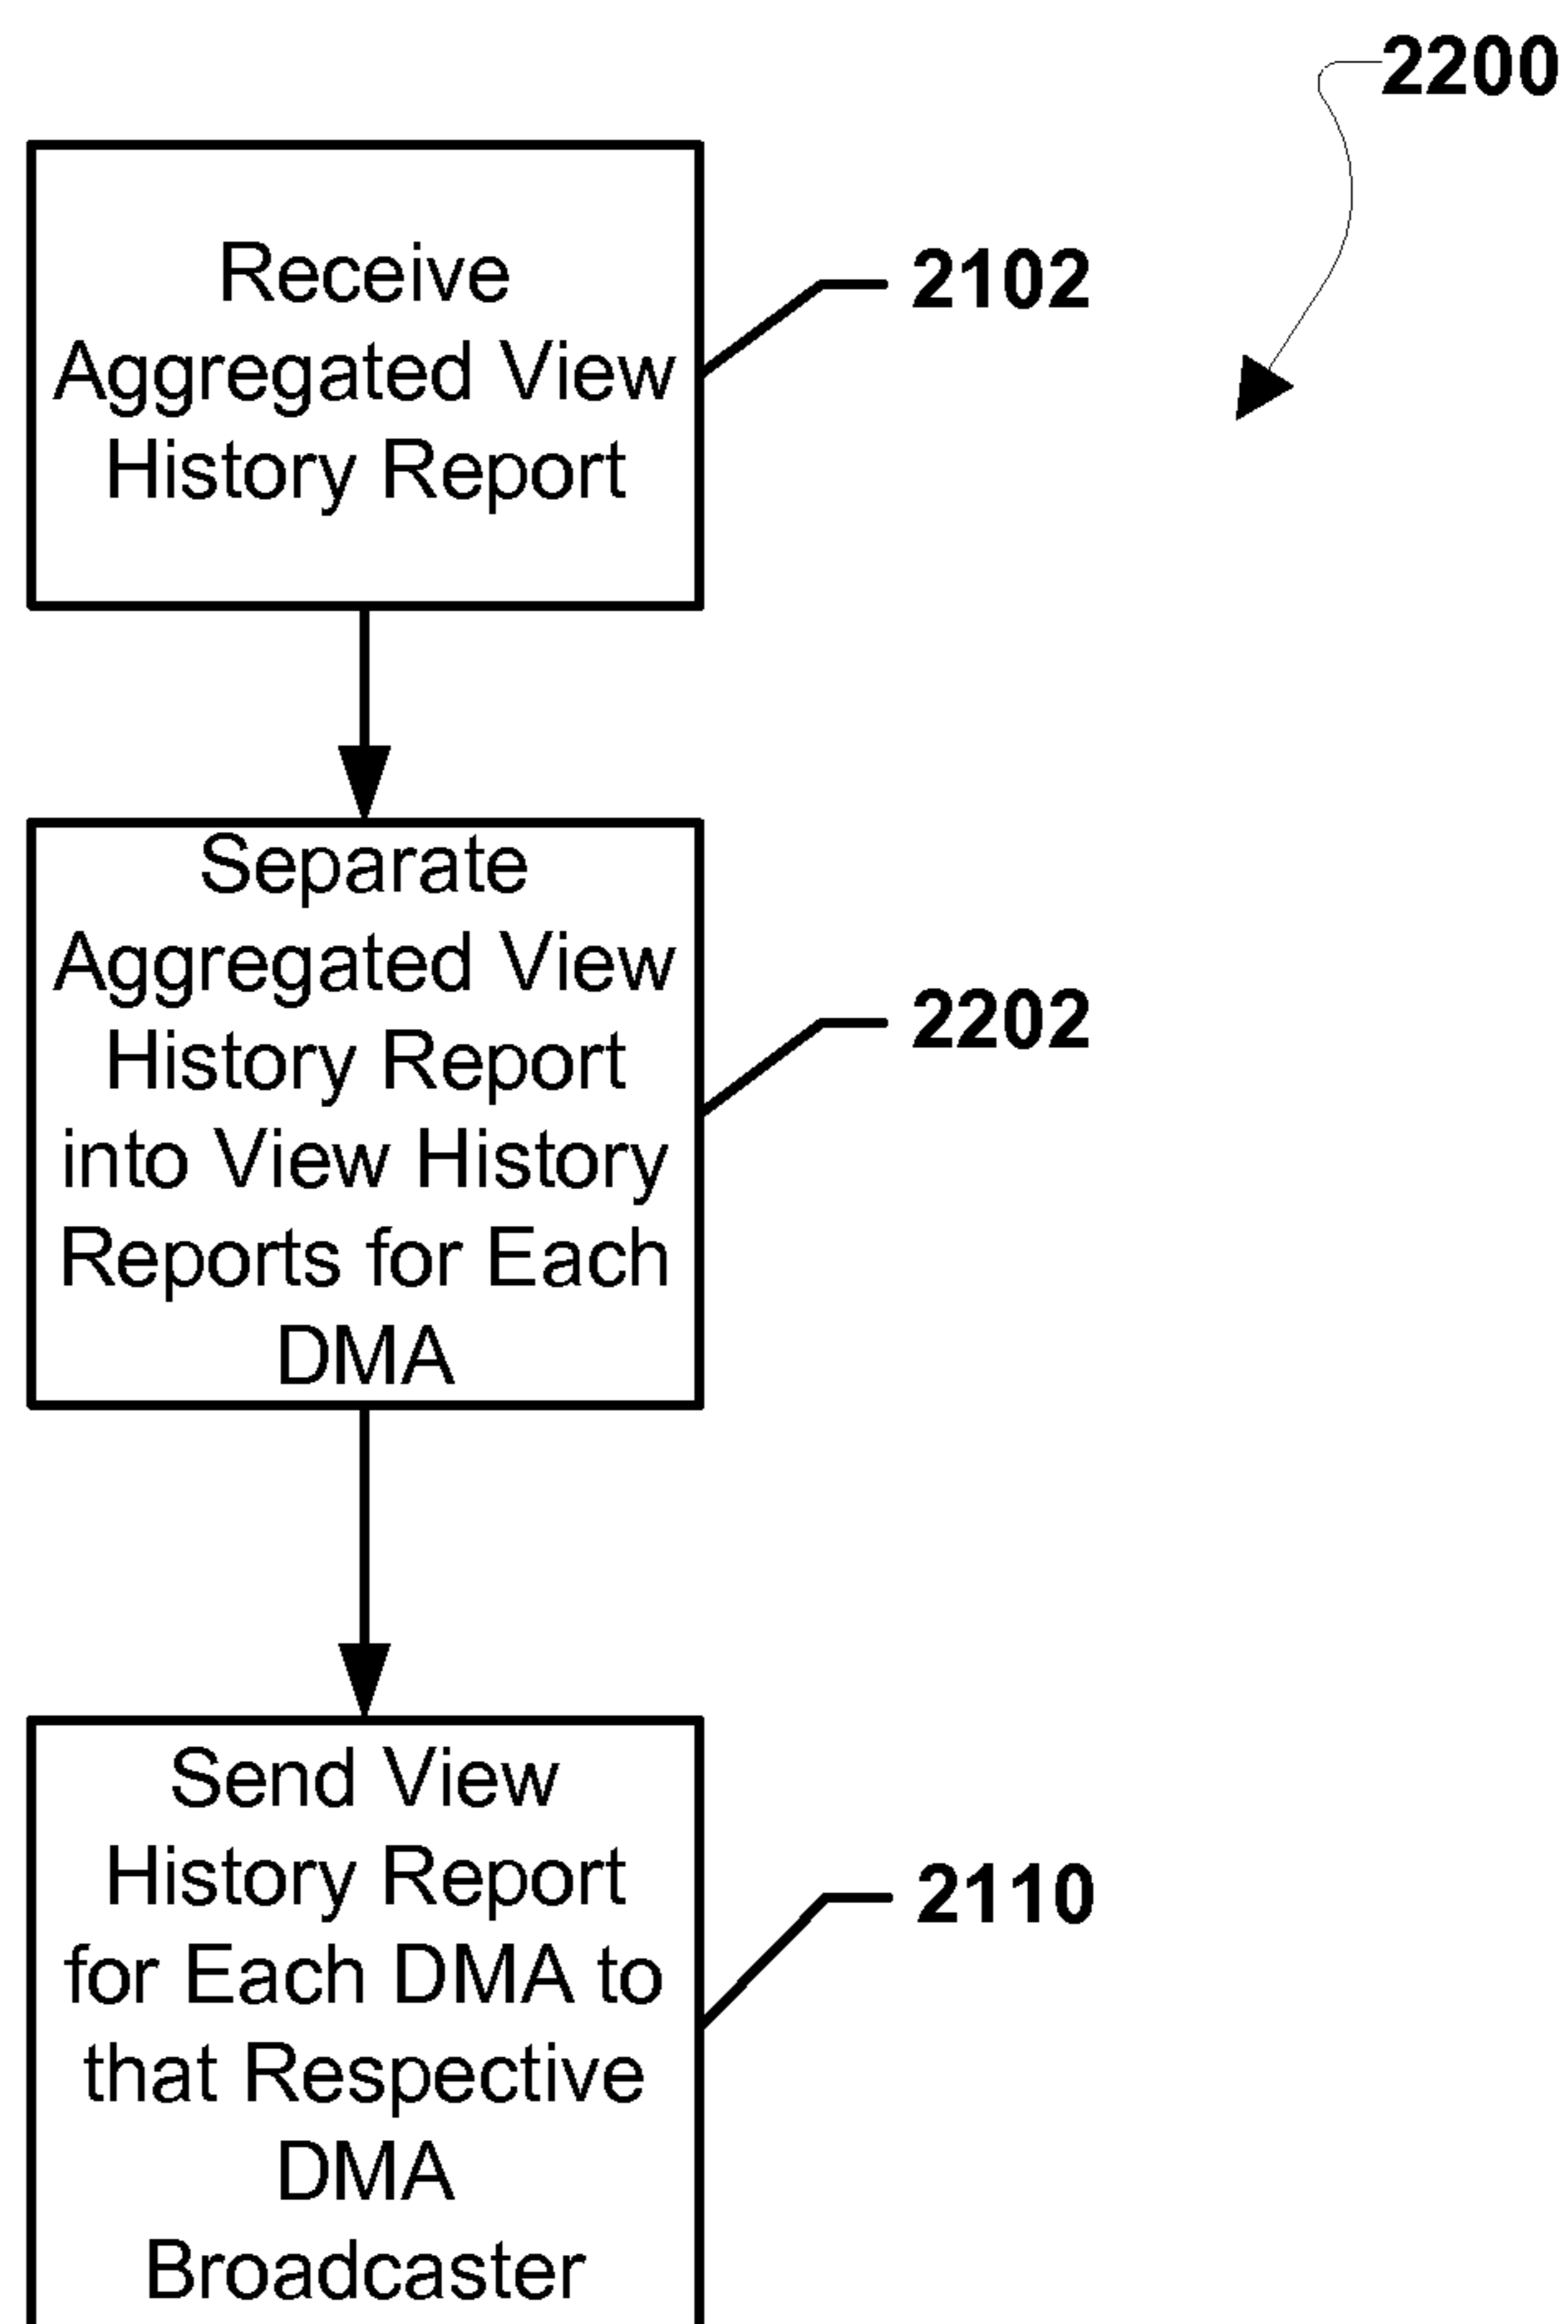 2200
Receive
Aggregated View
History Report
2102
Separate
Aggregated View
History Report
into View History
Reports for Each
DMA
2202
Send View
History Report
for Each DMA to
that Respective
DMA
Broadcaster
2110